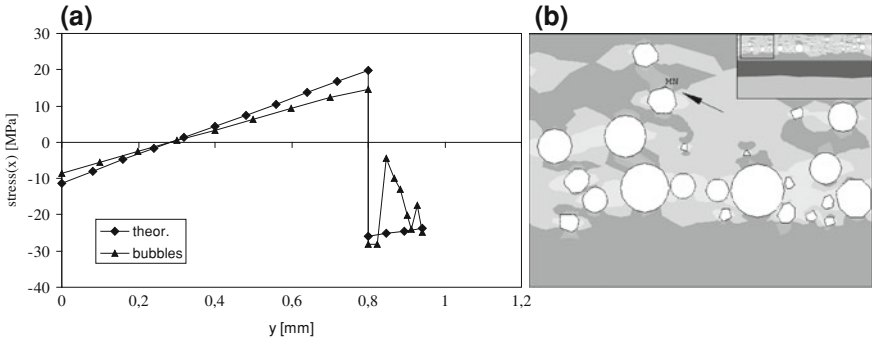 (a)
30
20
10
0
-10
-20
-30
-40
stress(x) [MPa]
theor.
bubbles
0
0,2
0,4
0,6
0,8
1
1,2
y [mm]
(b)
MN